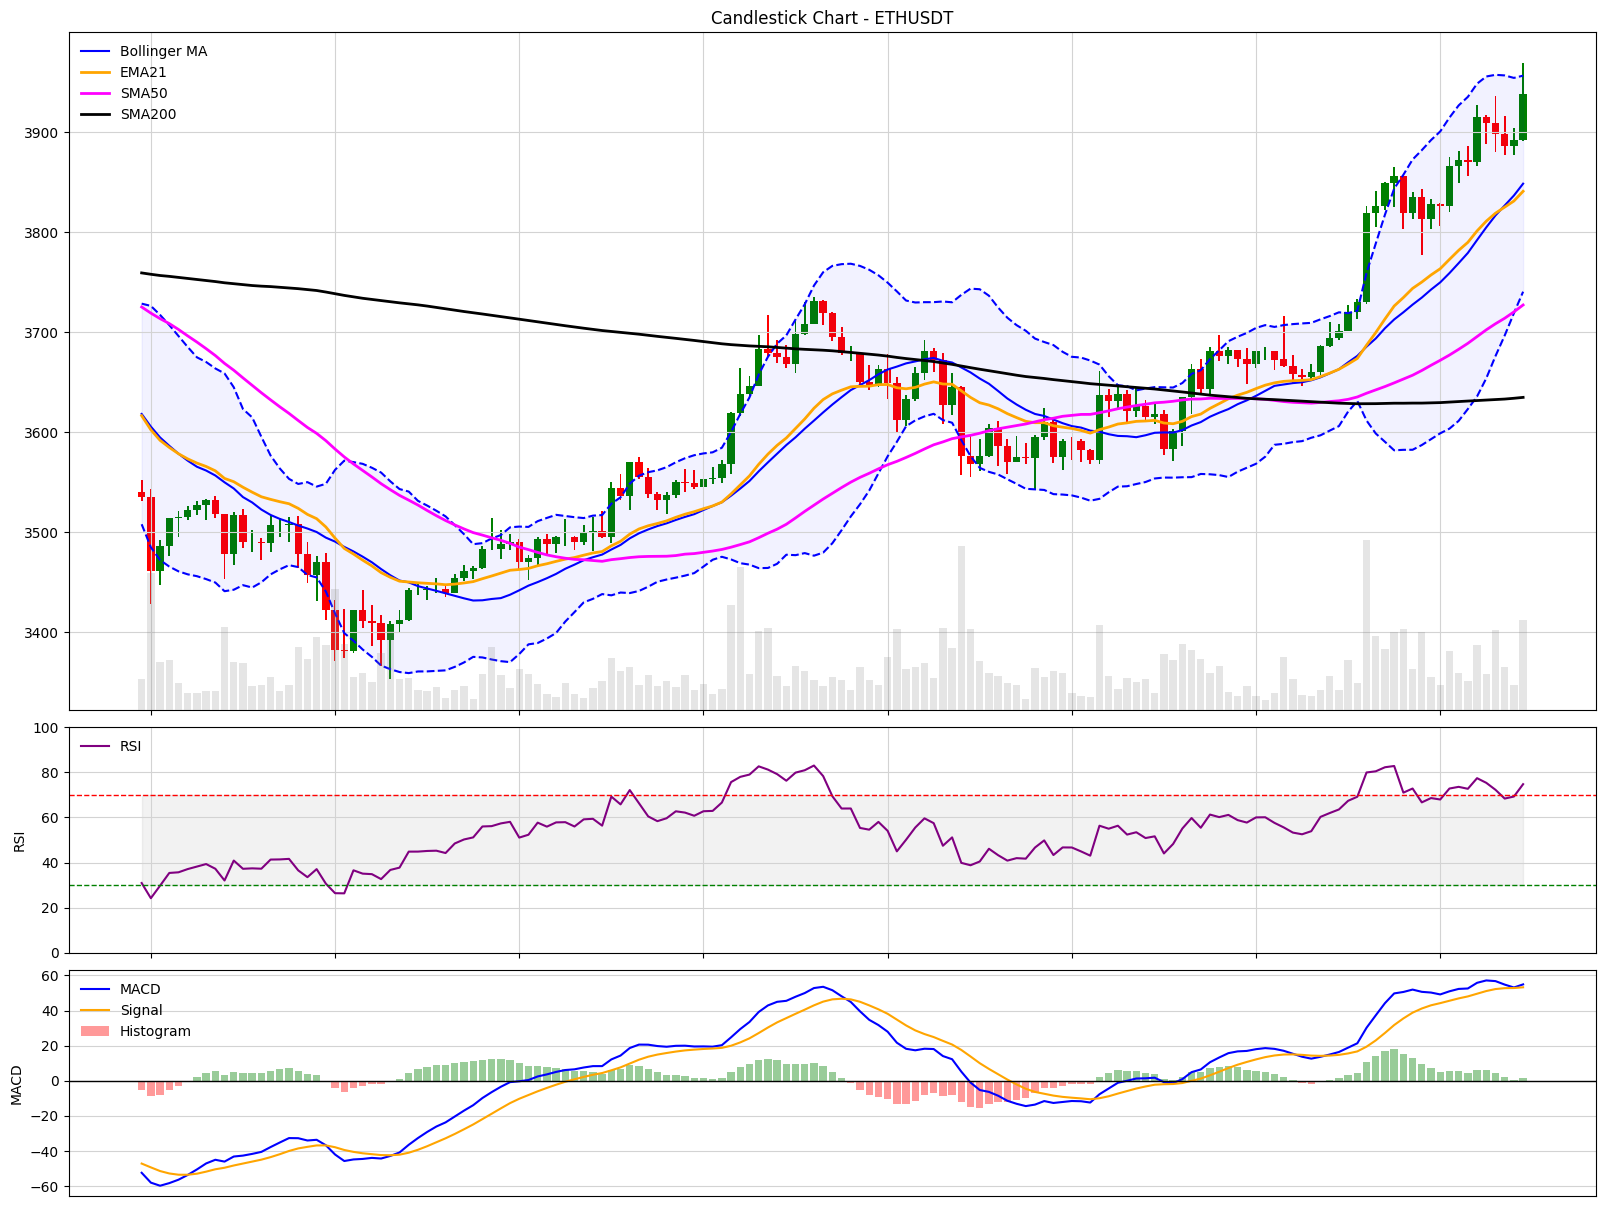 Candlestick Chart - ETHUSDT
Bollinger MA
EMA21
SMA50
SMA200
3900
3800
3700
3600
3500
3400
100
RSI
80
60
RSI
40
20
0
60
MACD
40
Signal
20
Histogram
0
MACD
−20
−40
−60